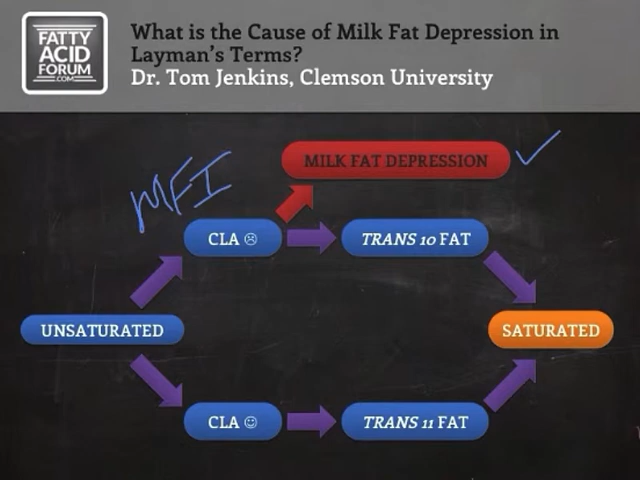 FATTY
ACID
FORUM
.COM
What is the Cause of Milk Fat Depression in
Layman's Terms?
Dr. Tom Jenkins, Clemson University
MILK FAT DEPRESSION
MFI
CLA ☹
TRANS 10 FAT
UNSATURATED
SATURATED
CLA ☺
TRANS 11 FAT